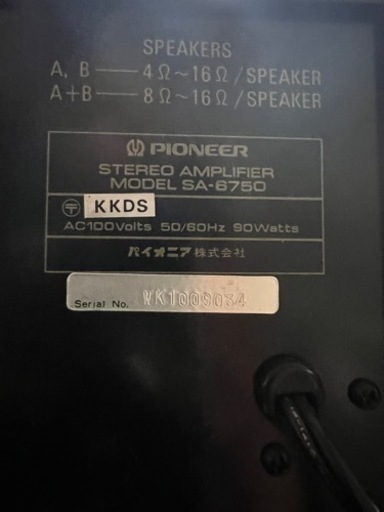 SPEAKERS
A, B — 4Ω~16Ω/SPEAKER
A+B — 8Ω~16Ω/SPEAKER
PIONEER
STEREO AMPLIFIER
MODEL SA-6750
〒 KKDS
AC100Volts 50/60Hz 90Watts
パイオニア株式会社
Serial No. WK1009034